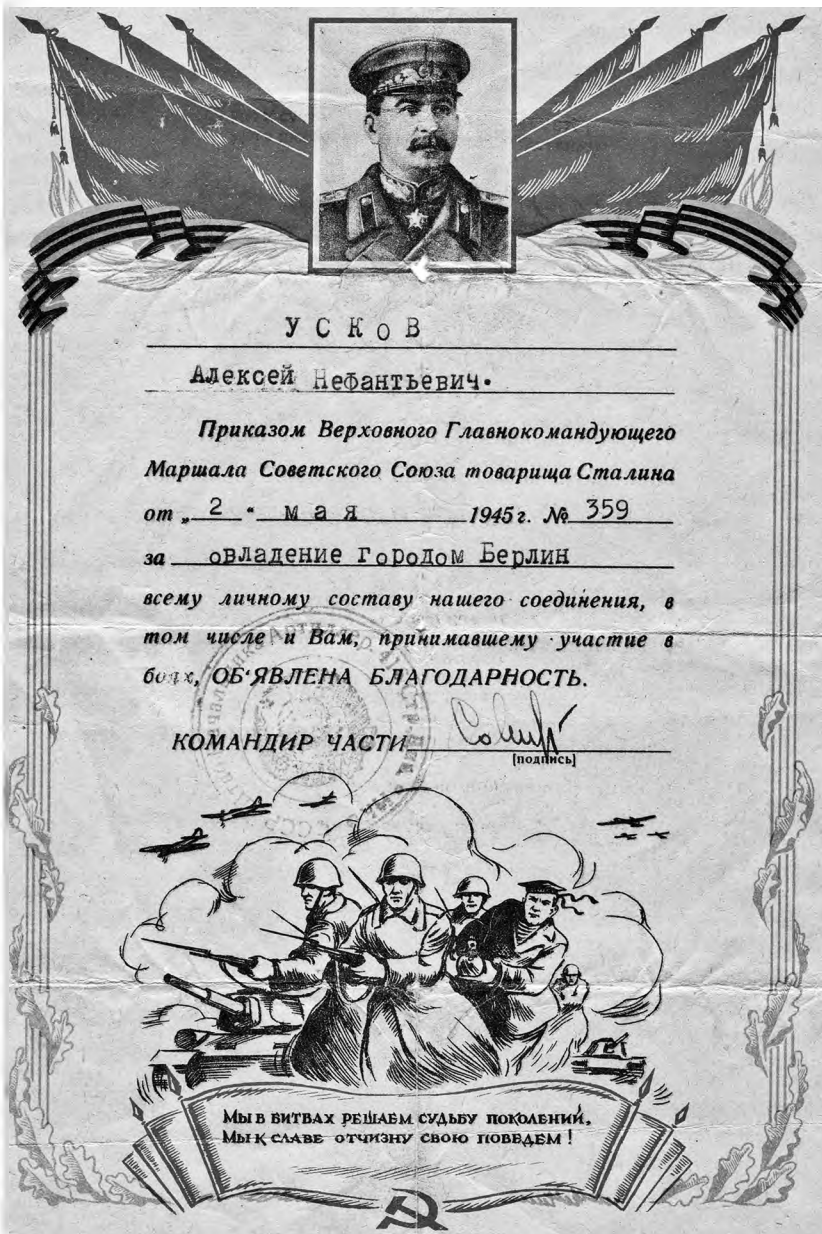 УСКОВ
Алексей Нефантьевич.
Приказом Верховного Главнокомандующего
Маршала Советского Союза товарища Сталина
от „2“ мая 1945 г. № 359
за овладение городом Берлин
всему личному составу нашего соединения, в
том числе и Вам, принимавшему участие в
боях, ОБ'ЯВЛЕНА БЛАГОДАРНОСТЬ.
КОМАНДИР ЧАСТИ
[подпись]
МЫ В БИТВАХ РЕШАЕМ СУДЬБУ ПОКОЛЕНИЙ,
МЫ К СЛАВЕ ОТЧИЗНУ СВОЮ ПОВЕДЕМ!